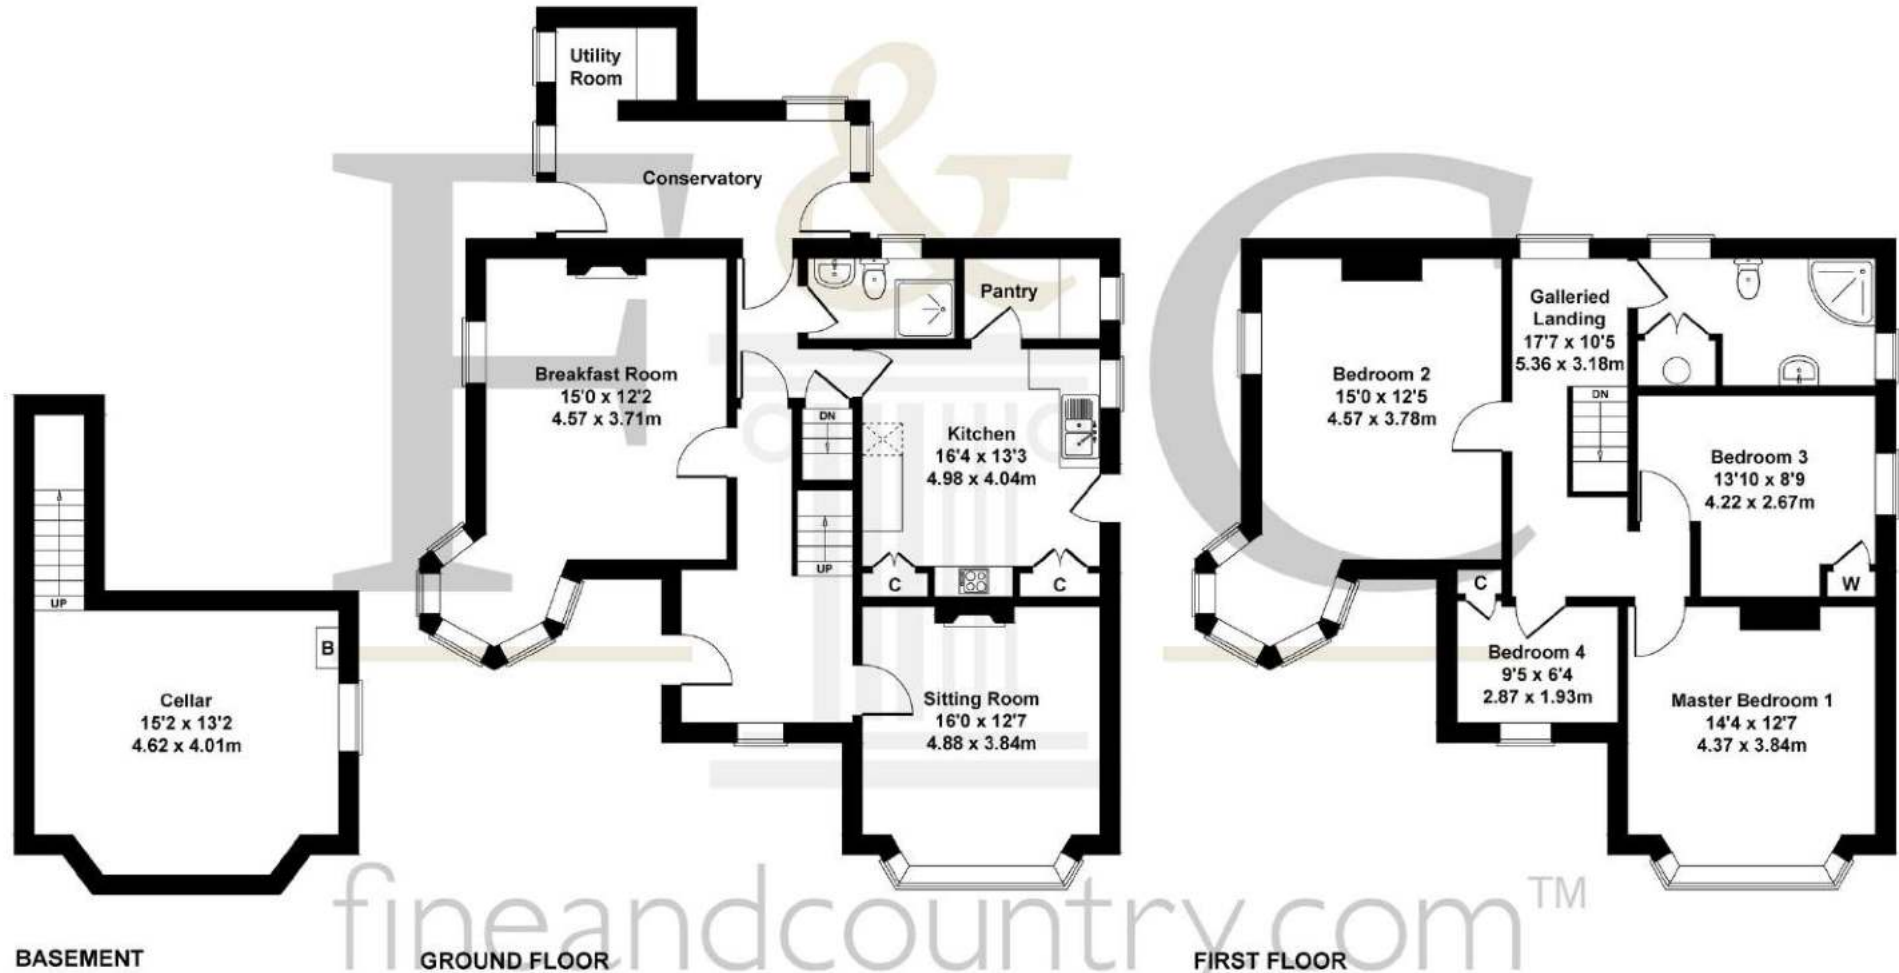 Utility
Room
Conservatory
Pantry
Breakfast Room
15'0 x 12'2
4.57 x 3.71m
DN
UP
Kitchen
16'4 x 13'3
4.98 x 4.04m
C
C
Sitting Room
16'0 x 12'7
4.88 x 3.84m
UP
B
Cellar
15'2 x 13'2
4.62 x 4.01m
Galleried
Landing
17'7 x 10'5
5.36 x 3.18m
DN
Bedroom 2
15'0 x 12'5
4.57 x 3.78m
Bedroom 3
13'10 x 8'9
4.22 x 2.67m
W
C
Bedroom 4
9'5 x 6'4
2.87 x 1.93m
Master Bedroom 1
14'4 x 12'7
4.37 x 3.84m
F&C
fineandcountry.com™
BASEMENT
GROUND FLOOR
FIRST FLOOR